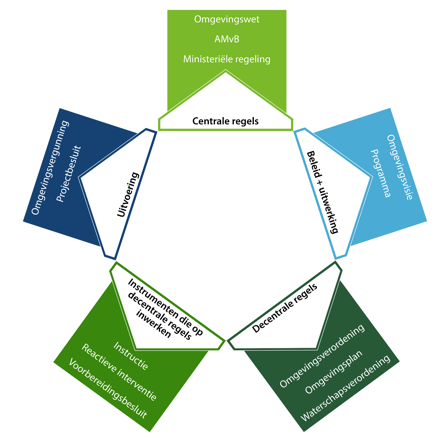 Omgevingswet
AMvB
Ministeriële regeling
Centrale regels
Omgevingsvisie
Programma
Beleid + uitwerking
Decentrale regels
Omgevingsverordening
Omgevingsplan
Waterschapsverordening
Instrumenten die op
decentrale regels
inwerken
Instructie
Reactieve interventie
Voorbereidingsbesluit
Omgevingsvergunning
Projectbesluit
Uitvoering